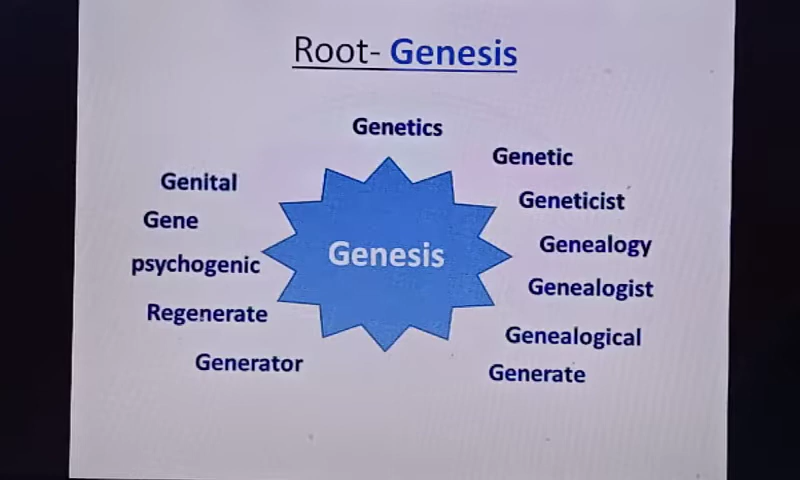 Root- Genesis
Genetics
Genetic
Geneticist
Genealogy
Genealogist
Genealogical
Generate
Generator
Regenerate
psychogenic
Gene
Genital
Genesis